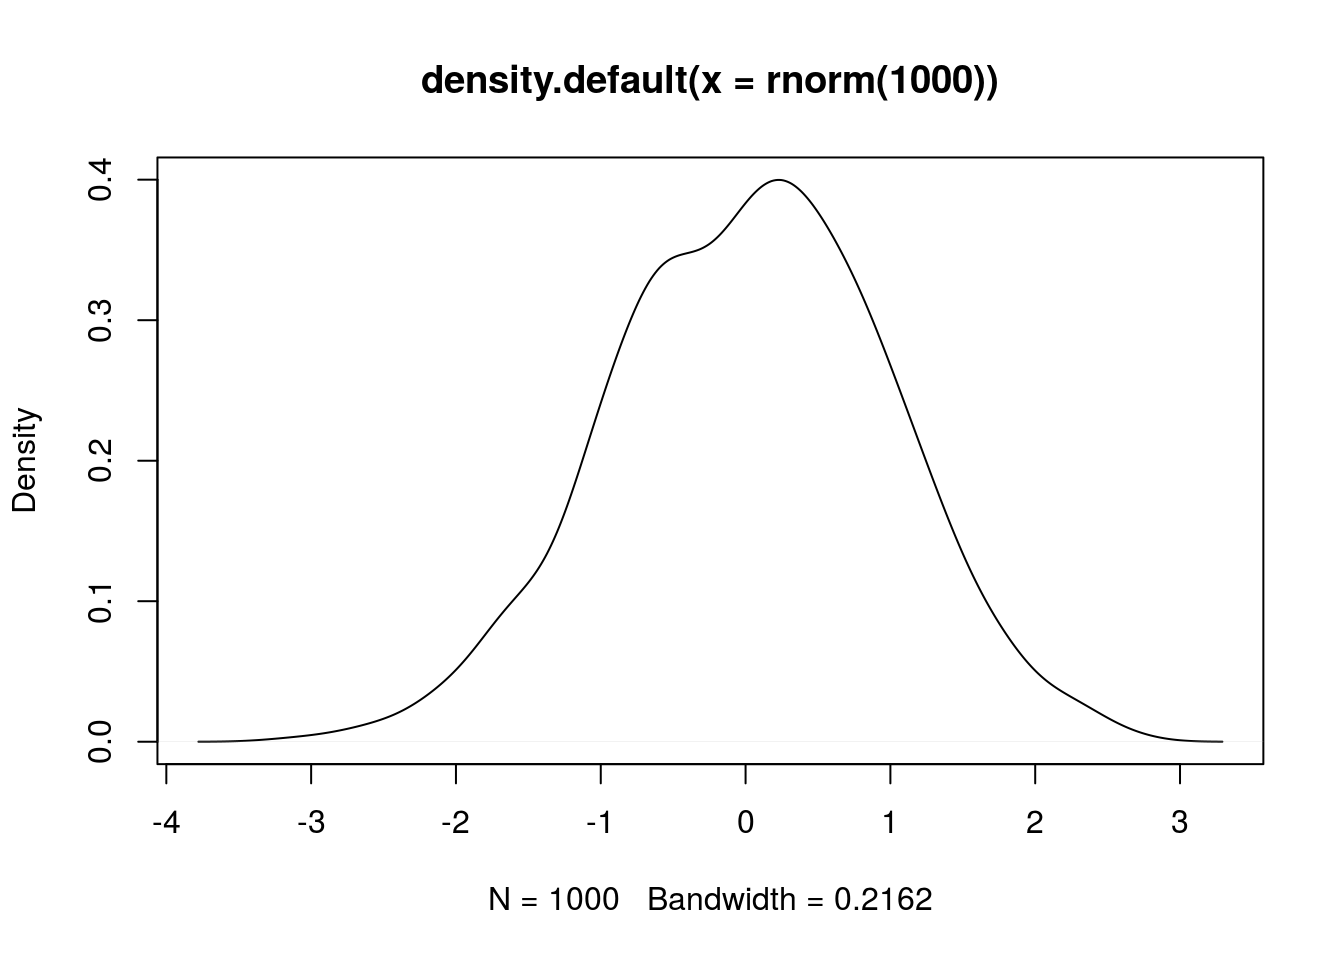 density.default(x = rnorm(1000))
Density
0.4
0.3
0.2
0.1
0.0
-4 -3 -2 -1 0 1 2 3
N = 1000 Bandwidth = 0.2162